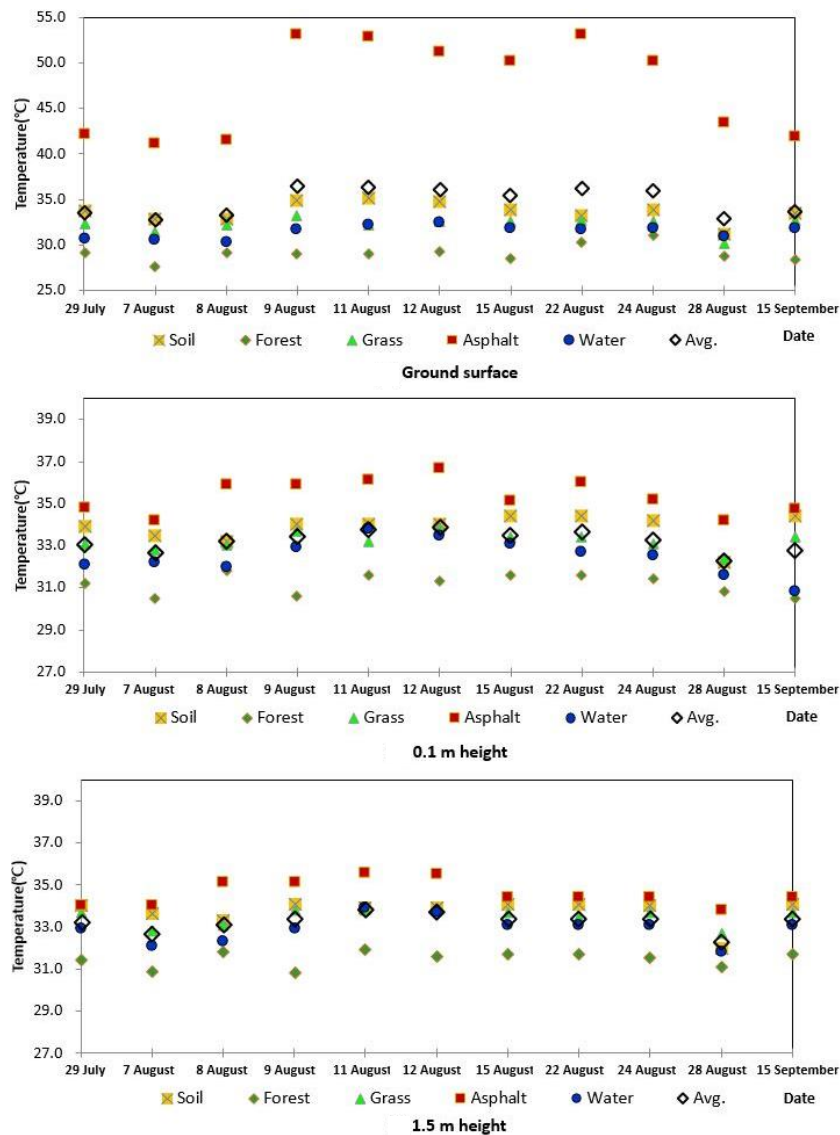 55.0
50.0
45.0
40.0
35.0
30.0
25.0
Temperature(°C)
29 July 7 August 8 August 9 August 11 August 12 August 15 August 22 August 24 August 28 August 15 September
Soil Forest Grass Asphalt Water Avg. Date
Ground surface
39.0
37.0
35.0
33.0
31.0
29.0
27.0
Temperature(°C)
29 July 7 August 8 August 9 August 11 August 12 August 15 August 22 August 24 August 28 August 15 September
Soil Forest Grass Asphalt Water Avg. Date
0.1 m height
39.0
37.0
35.0
33.0
31.0
29.0
27.0
Temperature(°C)
29 July 7 August 8 August 9 August 11 August 12 August 15 August 22 August 24 August 28 August 15 September
Soil Forest Grass Asphalt Water Avg. Date
1.5 m height